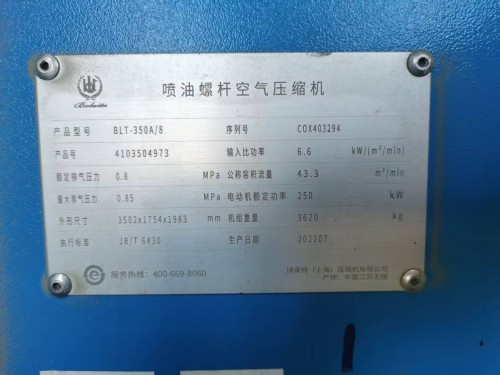 Bolaite
喷油螺杆空气压缩机
产品型号 BLT-350A/8 序列号 COX403294
产品号 4103504973 输入比功率 6.6 kW/(m³/min)
额定排气压力 0.8 MPa 公称容积流量 43.3 m³/min
最大排气压力 0.85 MPa 电动机额定功率 250 kW
外形尺寸 3502x1754x1983 mm 机组重量 3620 kg
执行标准 JB/T 6430 生产日期 202207
服务热线：400-669-8060
博莱特（上海）压缩机有限公司
产地：中国江苏无锡